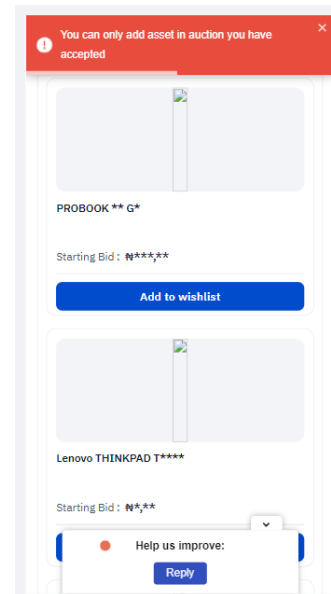 You can only add asset in auction you have
accepted
PROBOOK ** G*
Starting Bid : ₦***,**
Add to wishlist
Lenovo THINKPAD T****
Starting Bid : ₦*,**
Help us improve:
Reply